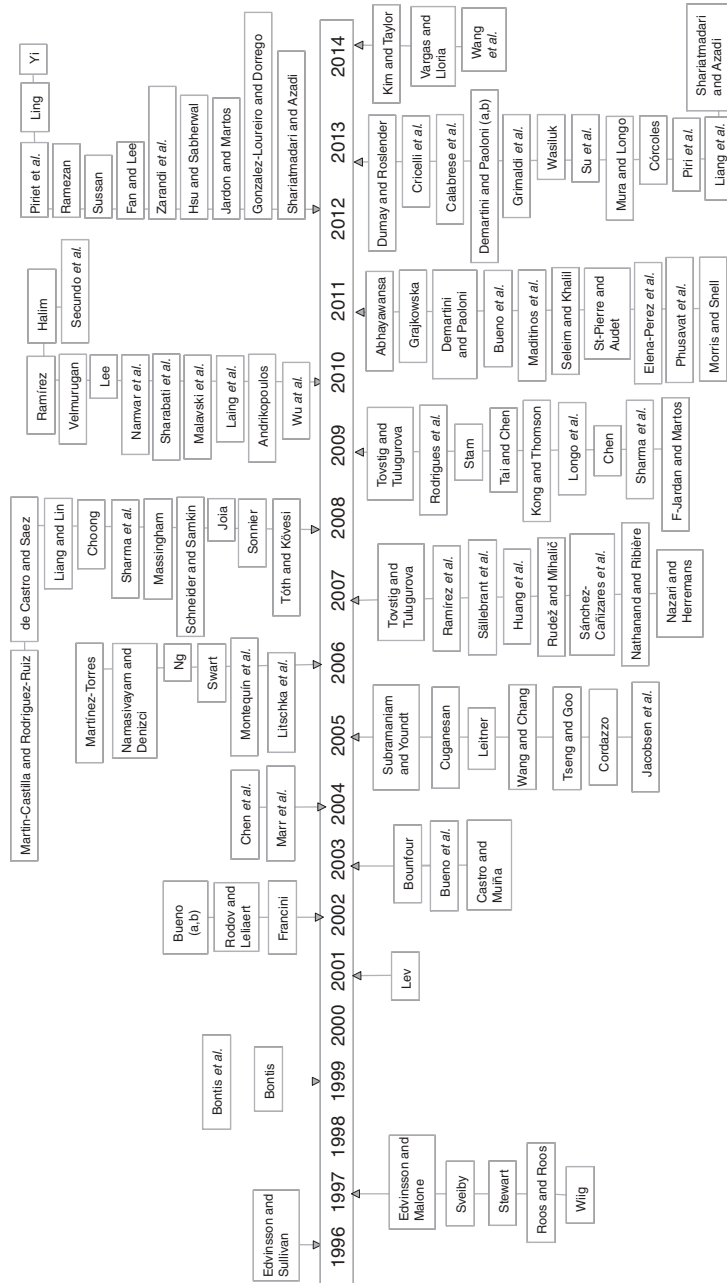 Edvinsson and
Sullivan
Bontis et al.
Bontis
Bueno
(a,b)
Rodov and
Leliaert
Francini
Chen et al.
Marr et al.
Martin-Castilla and Rodriguez-Ruiz
Martínez-Torres
Namasivayam and
Denizci
Ng
Swart
Montequín et al.
Litschka et al.
de Castro and Saez
Liang and Lin
Choong
Sharma et al.
Massingham
Schneider and Samkin
Joia
Sonnier
Tóth and Kövesi
Ramírez
Halim
Secundo et al.
Velmurugan
Lee
Namvar et al.
Sharabati et al.
Malavski et al.
Laing et al.
Andrikopoulos
Wu at al.
Piriet et al.
Ling
Yi
Ramezan
Sussan
Fan and Lee
Zarandi et al.
Hsu and Sabherwal
Jardon and Martos
Gonzalez-Loureiro and Dorrego
Shariatmadari and Azadi
1996 1997 1998 1999 2000 2001 2002 2003 2004 2005 2006 2007 2008 2009 2010 2011 2012 2013 2014
Edvinsson and
Malone
Sveiby
Stewart
Roos and Roos
Wiig
Lev
Bounfour
Bueno et al.
Castro and
Muiña
Subramaniam
and Youndt
Cuganesan
Leitner
Wang and Chang
Tseng and Goo
Cordazzo
Jacobsen et al.
Tovstig and
Tulugurova
Ramírez et al.
Sällebrant et al.
Huang et al.
Rudež and Mihalič
Sánchez-
Cañizares et al.
Nathanand and Ribière
Nazari and
Herremans
Tovstig and
Tulugurova
Rodrigues et al.
Stam
Tai and Chen
Kong and Thomson
Longo et al.
Chen
Sharma et al.
F-Jardan and Martos
Abhayawansa
Grajkowska
Demartini
and Paoloni
Bueno et al.
Maditinos et al.
Seleim and Khalil
St-Pierre and
Audet
Elena-Perez et al.
Phusavat et al.
Morris and Snell
Dumay and Roslender
Cricelli et al.
Calabrese et al.
Demartini and Paoloni (a,b)
Grimaldi et al.
Wasiluk
Su et al.
Mura and Longo
Córcoles
Piri et al.
Liang et al.
Shariatmadari
and Azadi
Kim and Taylor
Vargas and
Lloria
Wang
et al.